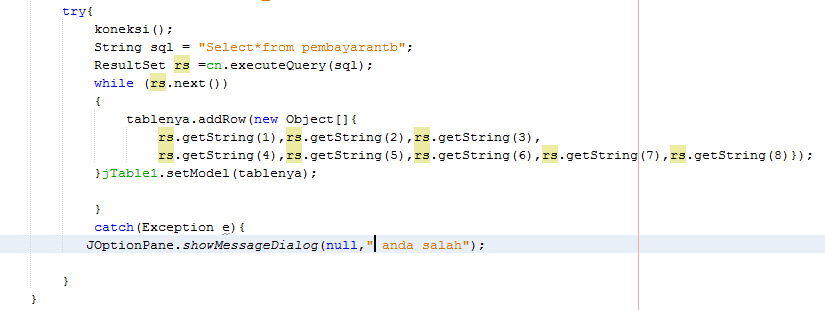 try{
koneksi();
String sql = "Select*from pembayarantb";
ResultSet rs =cn.executeQuery(sql);
while (rs.next())
{
tablenya.addRow(new Object[]{
rs.getString(1),rs.getString(2),rs.getString(3),
rs.getString(4),rs.getString(5),rs.getString(6),rs.getString(7),rs.getString(8)});
}jTable1.setModel(tablenya);
}
catch(Exception e){
JOptionPane.showMessageDialog(null," anda salah");
}
}